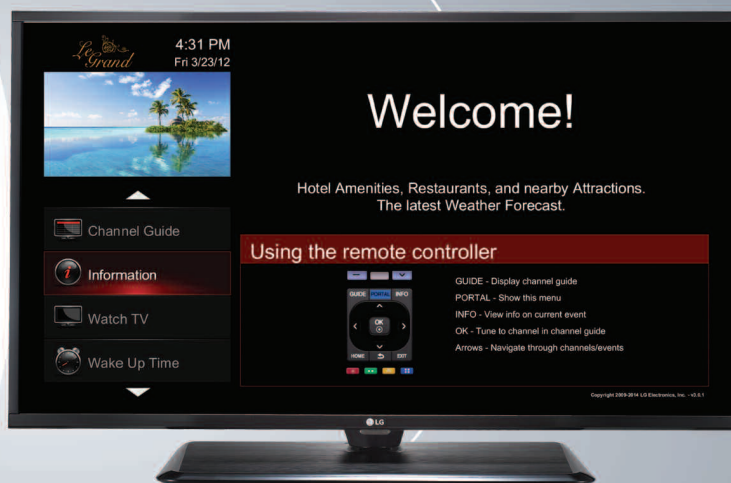 Le Grand
4:31 PM
Fri 3/23/12
Welcome!
Hotel Amenities, Restaurants, and nearby Attractions.
The latest Weather Forecast.
Channel Guide
Information
Watch TV
Wake Up Time
Using the remote controller
GUIDE PORTAL INFO
OK
HOME EXIT
GUIDE - Display channel guide
PORTAL - Show this menu
INFO - View info on current event
OK - Tune to channel in channel guide
Arrows - Navigate through channels/events
Copyright 2009-2014 LG Electronics, Inc. - v3.5.1
LG